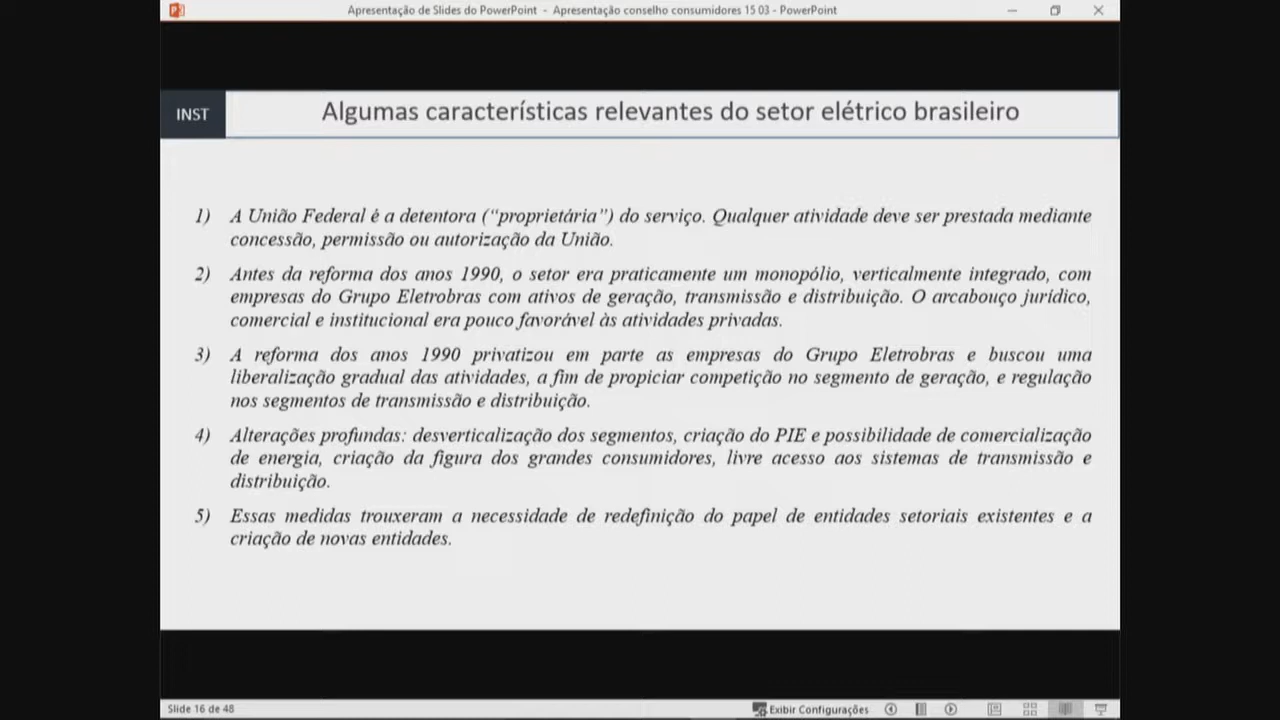 Apresentação de Slides do PowerPoint - Apresentação conselho consumidores 15 03 - PowerPoint
INST
Algumas características relevantes do setor elétrico brasileiro
1) A União Federal é a detentora (“proprietária”) do serviço. Qualquer atividade deve ser prestada mediante
concessão, permissão ou autorização da União.
2) Antes da reforma dos anos 1990, o setor era praticamente um monopólio, verticalmente integrado, com
empresas do Grupo Eletrobras com ativos de geração, transmissão e distribuição. O arcabouço jurídico,
comercial e institucional era pouco favorável às atividades privadas.
3) A reforma dos anos 1990 privatizou em parte as empresas do Grupo Eletrobras e buscou uma
liberalização gradual das atividades, a fim de propiciar competição no segmento de geração, e regulação
nos segmentos de transmissão e distribuição.
4) Alterações profundas: desverticalização dos segmentos, criação do PIE e possibilidade de comercialização
de energia, criação da figura dos grandes consumidores, livre acesso aos sistemas de transmissão e
distribuição.
5) Essas medidas trouxeram a necessidade de redefinição do papel de entidades setoriais existentes e a
criação de novas entidades.
Slide 16 de 48
Exibir Configurações